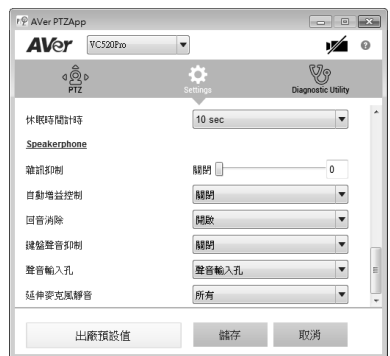 AVer PTZApp
AVer VC520Pro
PTZ Settings Diagnostic Utility
休眠時間計時 10 sec
Speakerphone
雜訊抑制 關閉 0
自動增益控制 關閉
回音消除 開啟
鍵盤聲音抑制 關閉
聲音輸入孔 聲音輸入孔
延伸麥克風靜音 所有
出廠預設值 儲存 取消